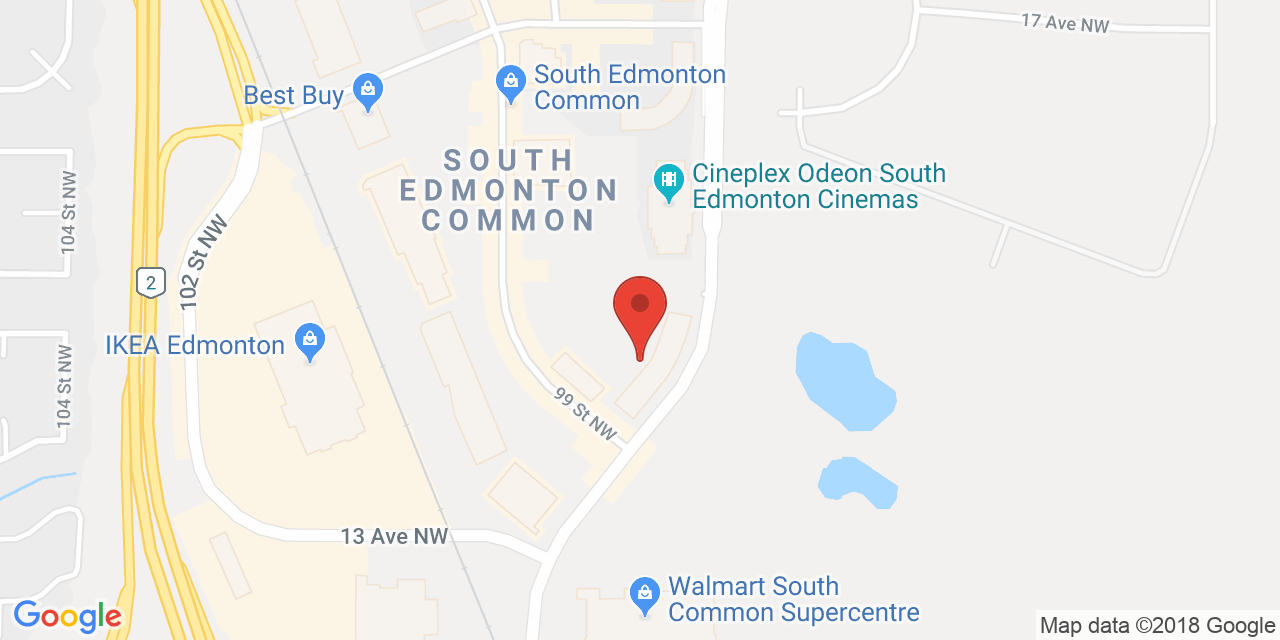 17 Ave NW
South Edmonton
Common
Best Buy
SOUTH
EDMONTON
COMMON
Cineplex Odeon South
Edmonton Cinemas
104 St NW
102 St NW
2
IKEA Edmonton
104 St NW
99 St NW
13 Ave NW
Walmart South
Common Supercentre
Google
Map data ©2018 Google